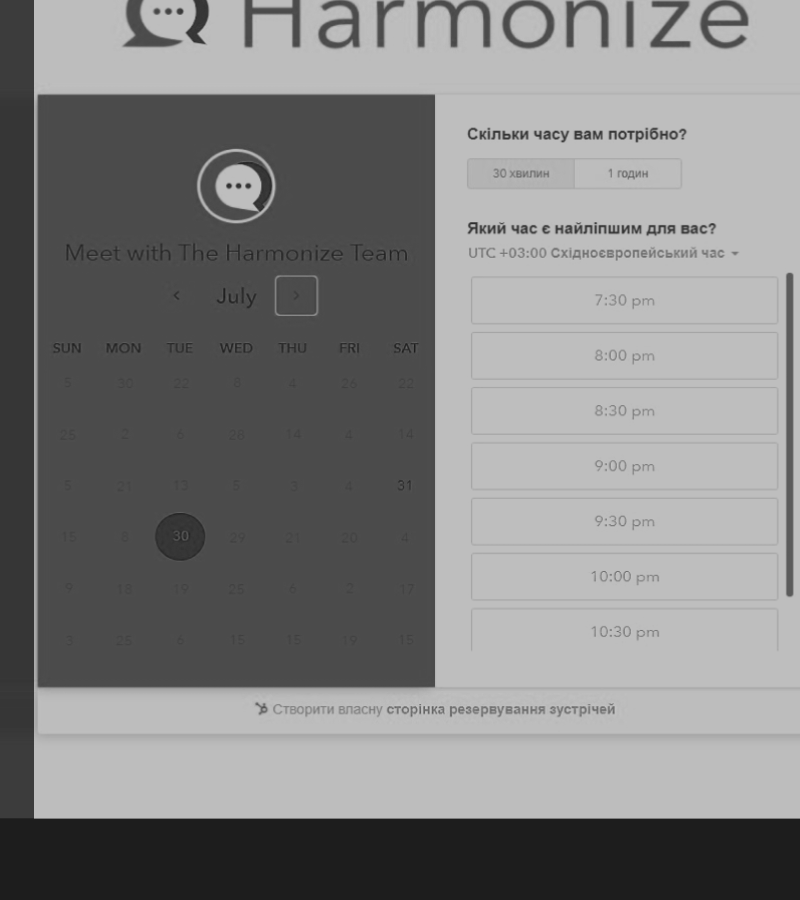 Harmonize
Meet with The Harmonize Team
July
SUN MON TUE WED THU FRI SAT
5 30 22 8 4 26 22
25 2 6 28 14 4 14
5 21 13 5 3 4 31
15 8 30 29 21 20 4
9 18 19 25 6 2 17
3 25 6 15 15 19 15
Скільки часу вам потрібно?
30 хвилин 1 годин
Який час є найліпшим для вас?
UTC +03:00 Східноєвропейський час
7:30 pm
8:00 pm
8:30 pm
9:00 pm
9:30 pm
10:00 pm
10:30 pm
Створити власну сторінка резервування зустрічей